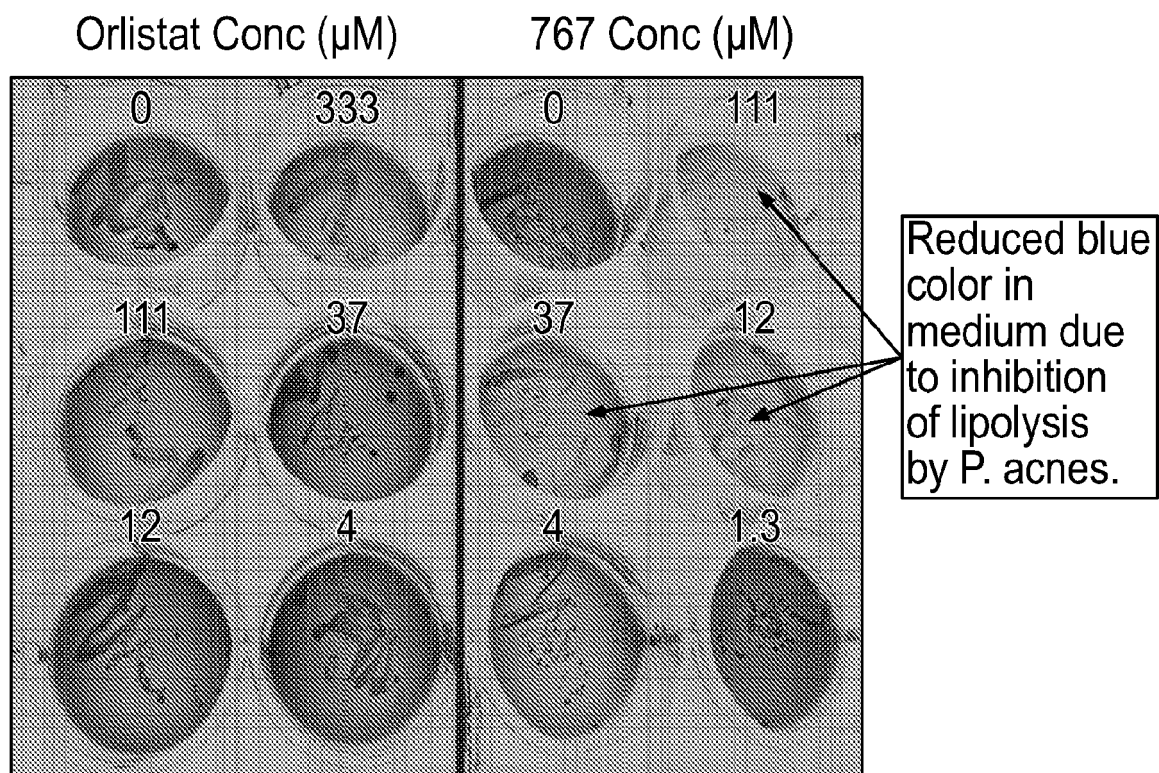 Orlistat Conc (µM) 767 Conc (µM)
0 333 0 111
111 37 37 12
12 4 4 1.3
Reduced blue
color in
medium due
to inhibition
of lipolysis
by P. acnes.